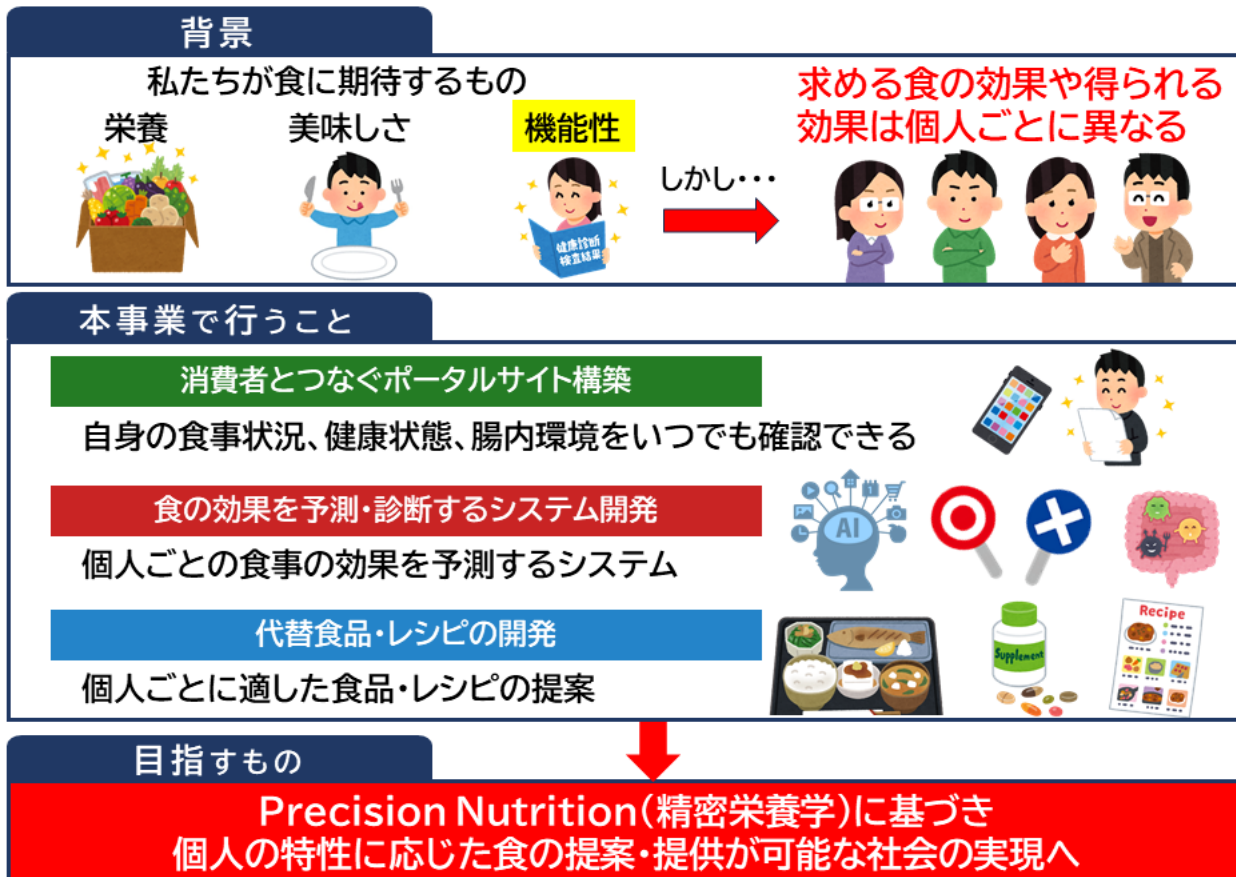 背景
私たちが食に期待するもの
栄養
美味しさ
機能性
健康診断
検査結果
しかし・・・
求める食の効果や得られる
効果は個人ごとに異なる
本事業で行うこと
消費者とつなぐポータルサイト構築
自身の食事状況、健康状態、腸内環境をいつでも確認できる
食の効果を予測・診断するシステム開発
個人ごとの食事の効果を予測するシステム
AI
代替食品・レシピの開発
個人ごとに適した食品・レシピの提案
Supplement
Recipe
目指すもの
Precision Nutrition(精密栄養学)に基づき
個人の特性に応じた食の提案・提供が可能な社会の実現へ